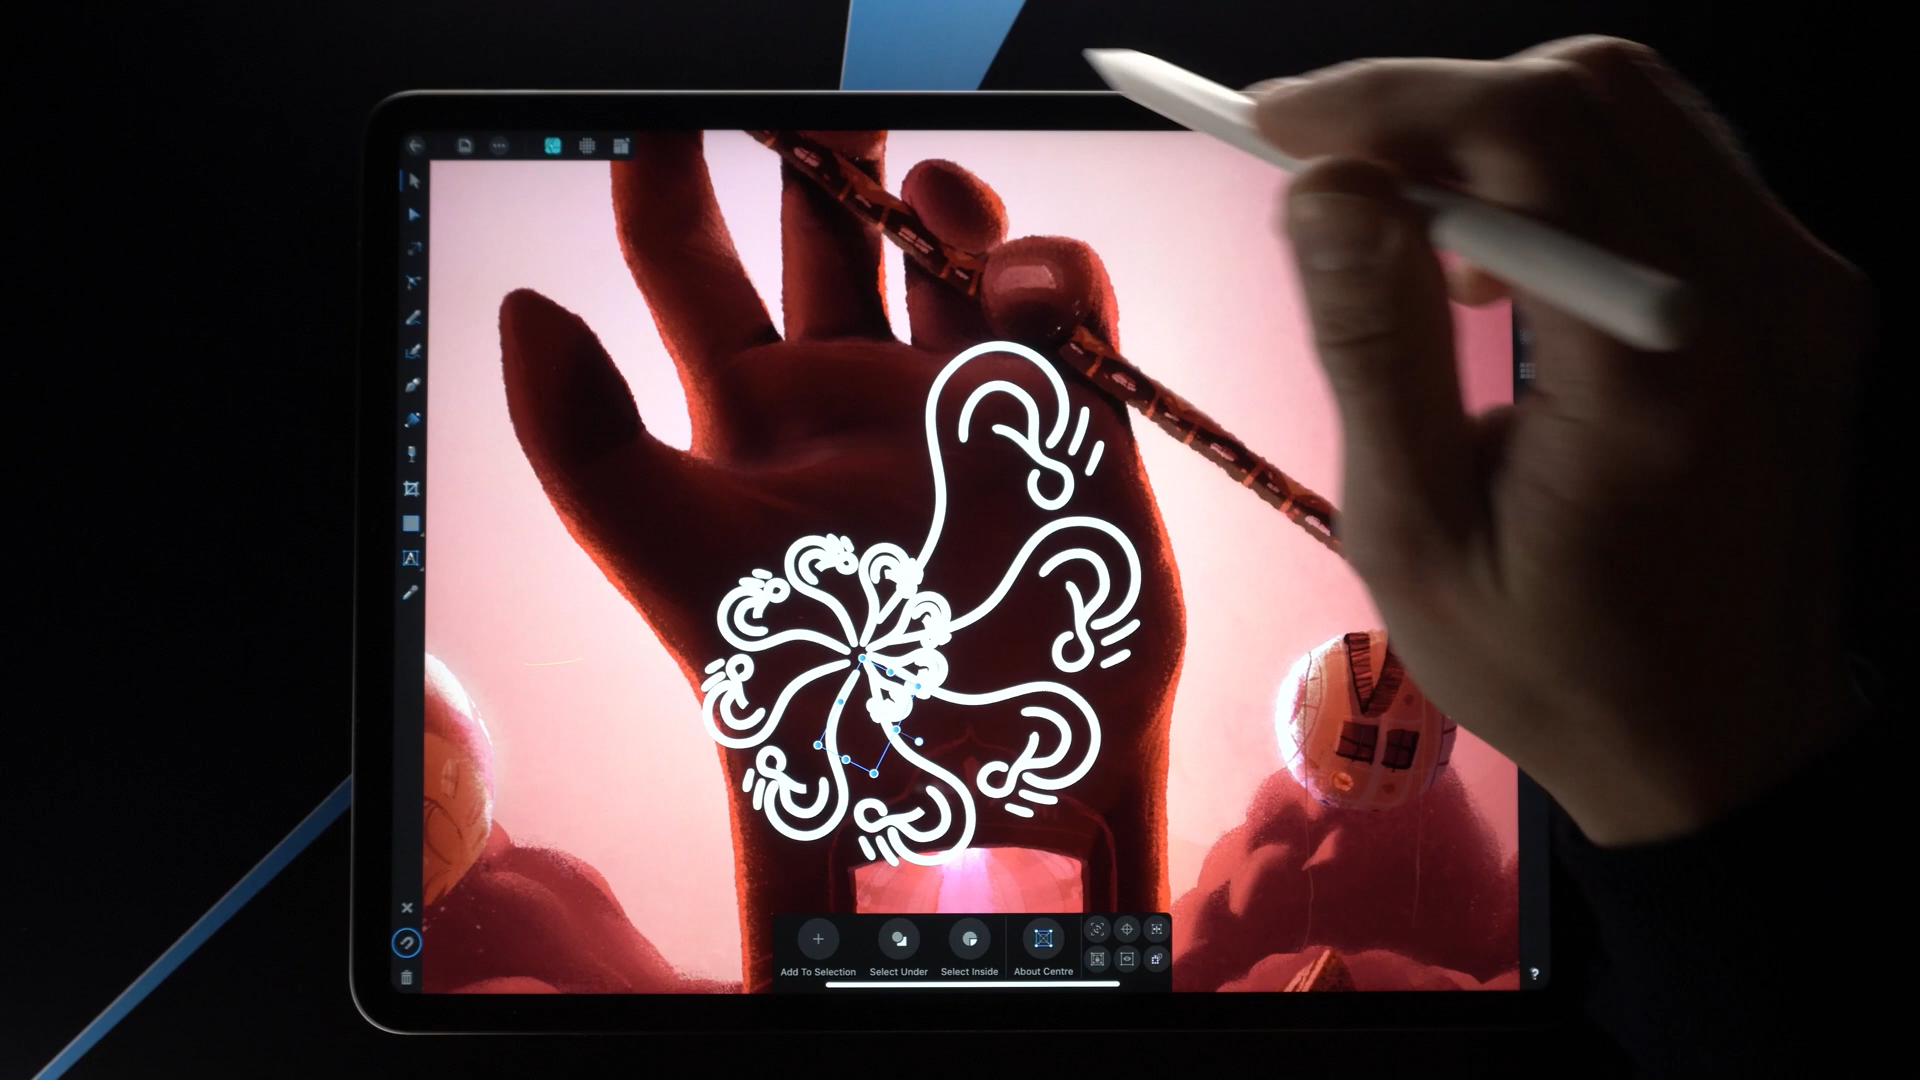 Add To Selection
Select Under
Select Inside
About Centre
?